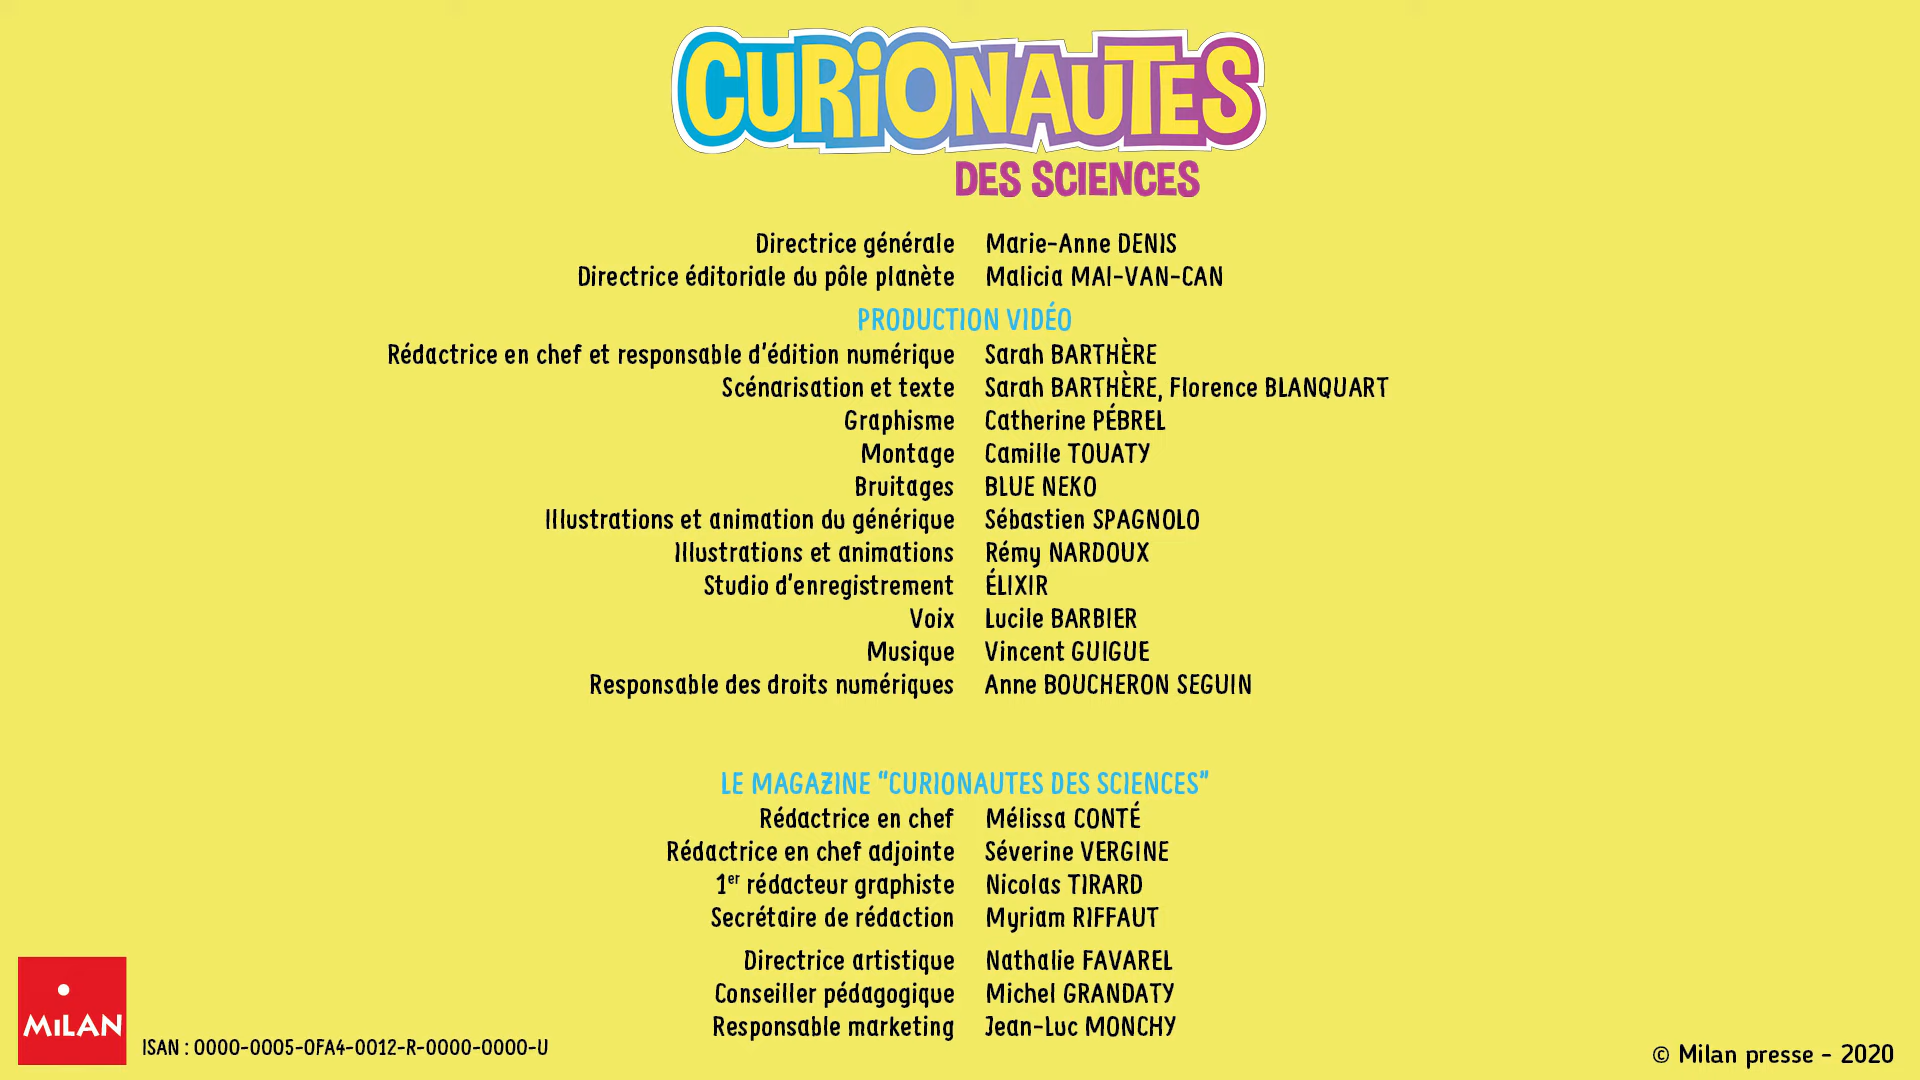 CURiONAUTES
DES SCIENCES
Directrice générale Marie-Anne DENIS
Directrice éditoriale du pôle planète Malicia MAI-VAN-CAN
PRODUCTION VIDÉO
Rédactrice en chef et responsable d'édition numérique Sarah BARTHÈRE
Scénarisation et texte Sarah BARTHÈRE, Florence BLANQUART
Graphisme Catherine PÉBREL
Montage Camille TOUATY
Bruitages BLUE NEKO
Illustrations et animation du générique Sébastien SPAGNOLO
Illustrations et animations Rémy NARDOUX
Studio d'enregistrement ÉLIXIR
Voix Lucile BARBIER
Musique Vincent GUIGUE
Responsable des droits numériques Anne BOUCHERON SEGUIN
LE MAGAZINE "CURIONAUTES DES SCIENCES"
Rédactrice en chef Mélissa CONTÉ
Rédactrice en chef adjointe Séverine VERGINE
1er rédacteur graphiste Nicolas TIRARD
Secrétaire de rédaction Myriam RIFFAUT
Directrice artistique Nathalie FAVAREL
Conseiller pédagogique Michel GRANDATY
Responsable marketing Jean-Luc MONCHY
MiLAN
ISAN : 0000-0005-0FA4-0012-R-0000-0000-U
© Milan presse - 2020